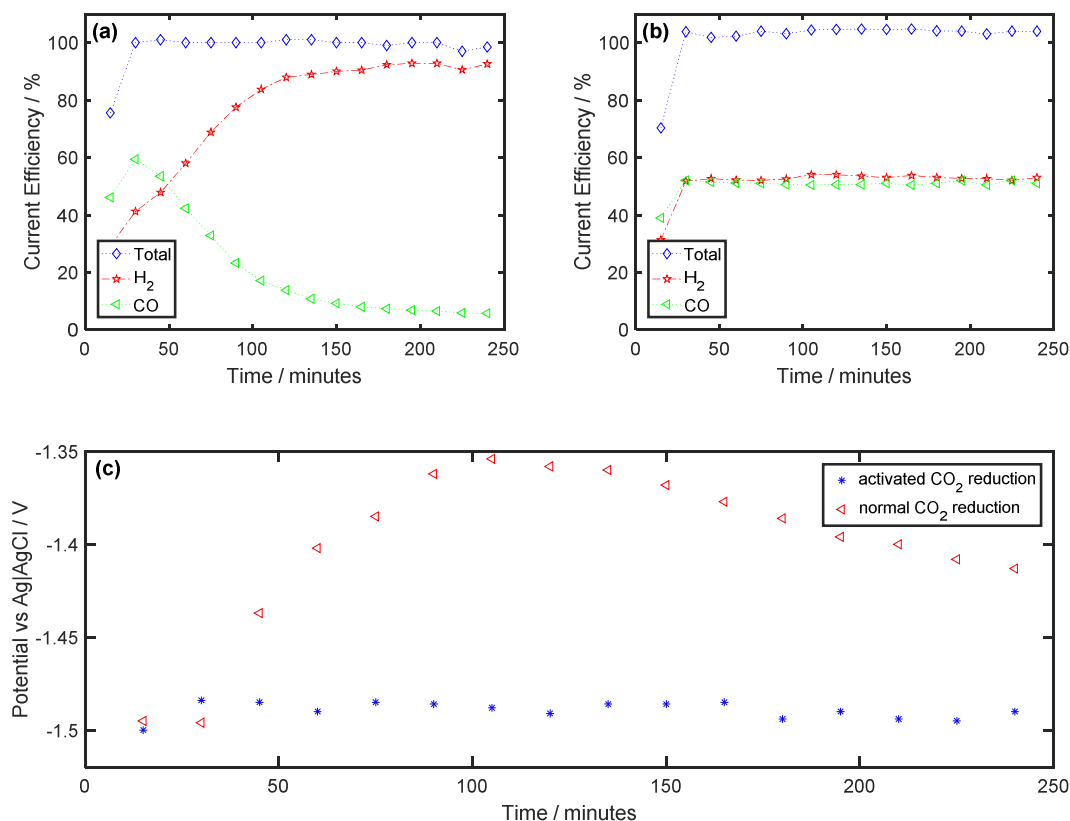 (a)
100
80
60
40
20
0
Current Efficiency / %
Total
H2
CO
0 50 100 150 200 250
Time / minutes
(b)
100
80
60
40
20
0
Current Efficiency / %
Total
H2
CO
0 50 100 150 200 250
Time / minutes
(c)
-1.35
-1.4
-1.45
-1.5
Potential vs Ag|AgCl / V
activated CO2 reduction
normal CO2 reduction
0 50 100 150 200 250
Time / minutes